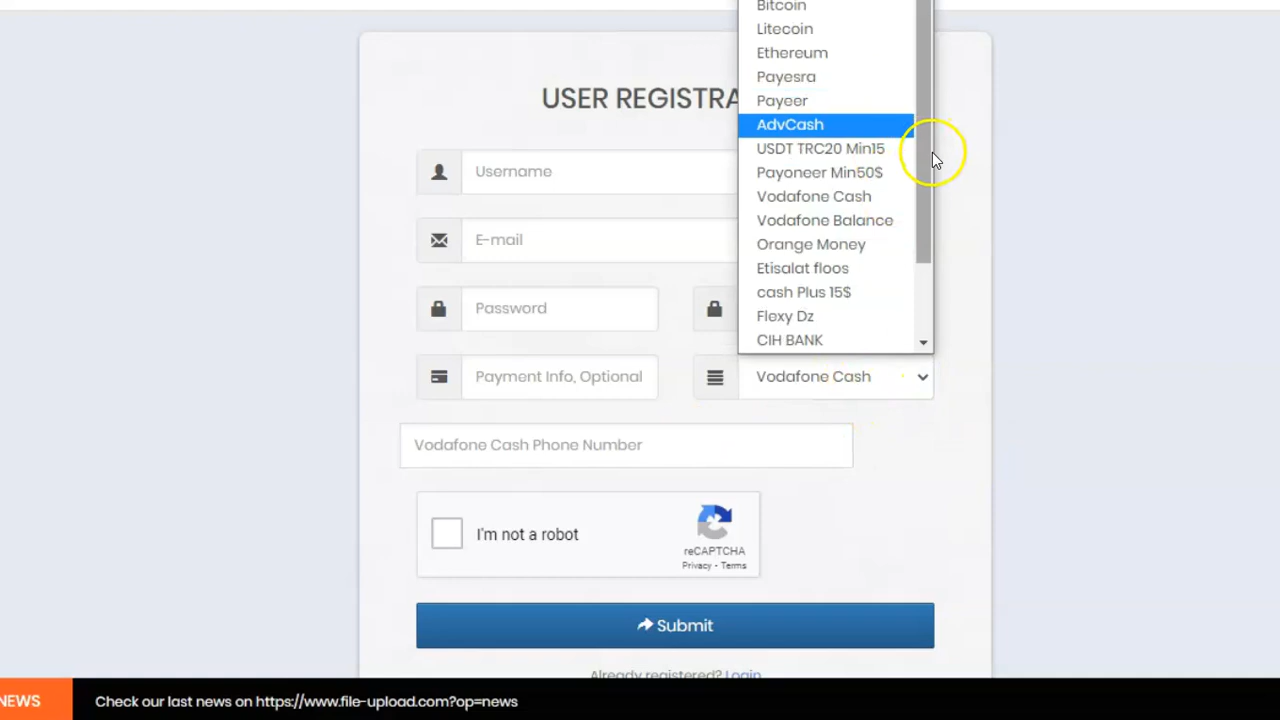 Bitcoin
Litecoin
Ethereum
Payesra
Payeer
AdvCash
USDT TRC20 Min15
Payoneer Min50$
Vodafone Cash
Vodafone Balance
Orange Money
Etisalat floos
cash Plus 15$
Flexy Dz
CIH BANK
USER REGISTRA
Username
E-mail
Password
Payment Info, Optional
Vodafone Cash
Vodafone Cash Phone Number
I'm not a robot
reCAPTCHA
Privacy - Terms
Submit
Already registered? Login
NEWS
Check our last news on https://www.file-upload.com?op=news